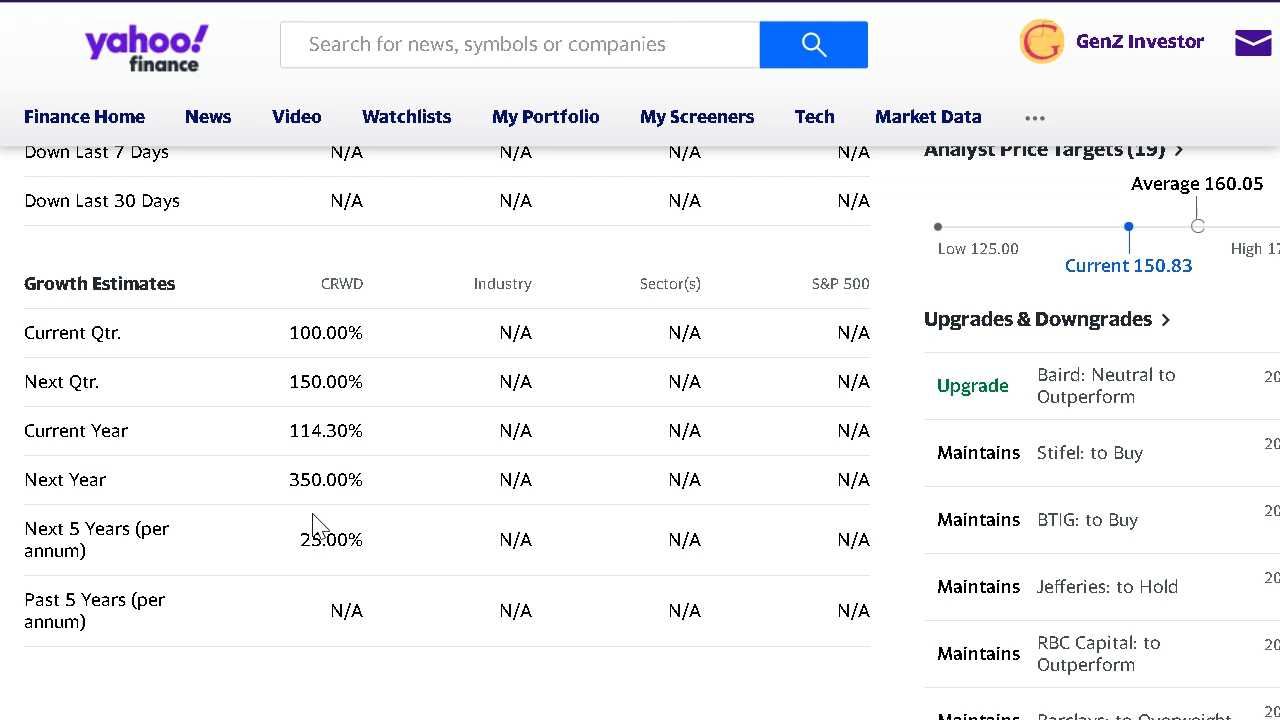 yahoo!
finance
Search for news, symbols or companies
GenZ Investor
Finance Home News Video Watchlists My Portfolio My Screeners Tech Market Data ...
Down Last 7 Days N/A N/A N/A N/A
Down Last 30 Days N/A N/A N/A N/A
Growth Estimates CRWD Industry Sector(s) S&P 500
Current Qtr. 100.00% N/A N/A N/A
Next Qtr. 150.00% N/A N/A N/A
Current Year 114.30% N/A N/A N/A
Next Year 350.00% N/A N/A N/A
Next 5 Years (per
annum) N/A N/A N/A
Past 5 Years (per
annum) N/A N/A N/A N/A
Analyst Price Targets (19) >
Average 160.05
Low 125.00 High
Current 150.83
Upgrades & Downgrades >
Upgrade Baird: Neutral to
Outperform
Maintains Stifel: to Buy
Maintains BTIG: to Buy
Maintains Jefferies: to Hold
Maintains RBC Capital: to
Outperform
Maintains Barclays: to Overweight